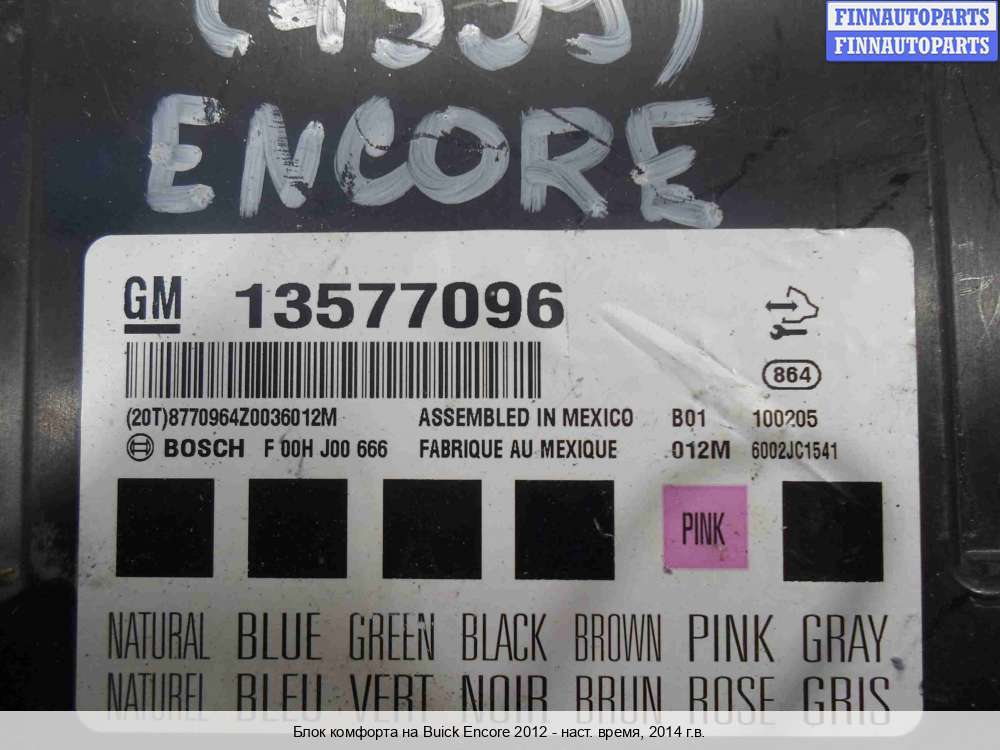 FINNAUTOPARTS
FINNAUTOPARTS
ENCORE
GM 13577096
864
(20T)8770964Z0036012M ASSEMBLED IN MEXICO B01 100205
BOSCH F 00H J00 666 FABRIQUE AU MEXIQUE 012M 6002JC1541
PINK
NATURAL BLUE GREEN BLACK BROWN PINK GRAY
NATUREL BLEU VERT NOIR BRUN ROSE GRIS
Блок комфорта на Buick Encore 2012 - наст. время, 2014 г.в.